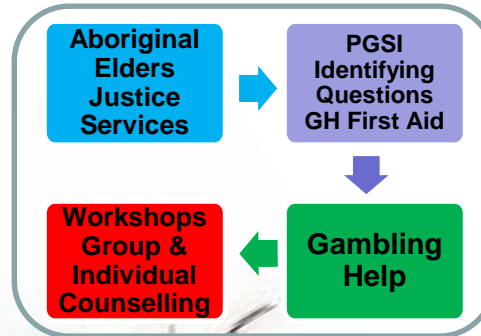 Aboriginal
Elders
Justice
Services
PGSI
Identifying
Questions
GH First Aid
Workshops
Group &
Individual
Counselling
Gambling
Help